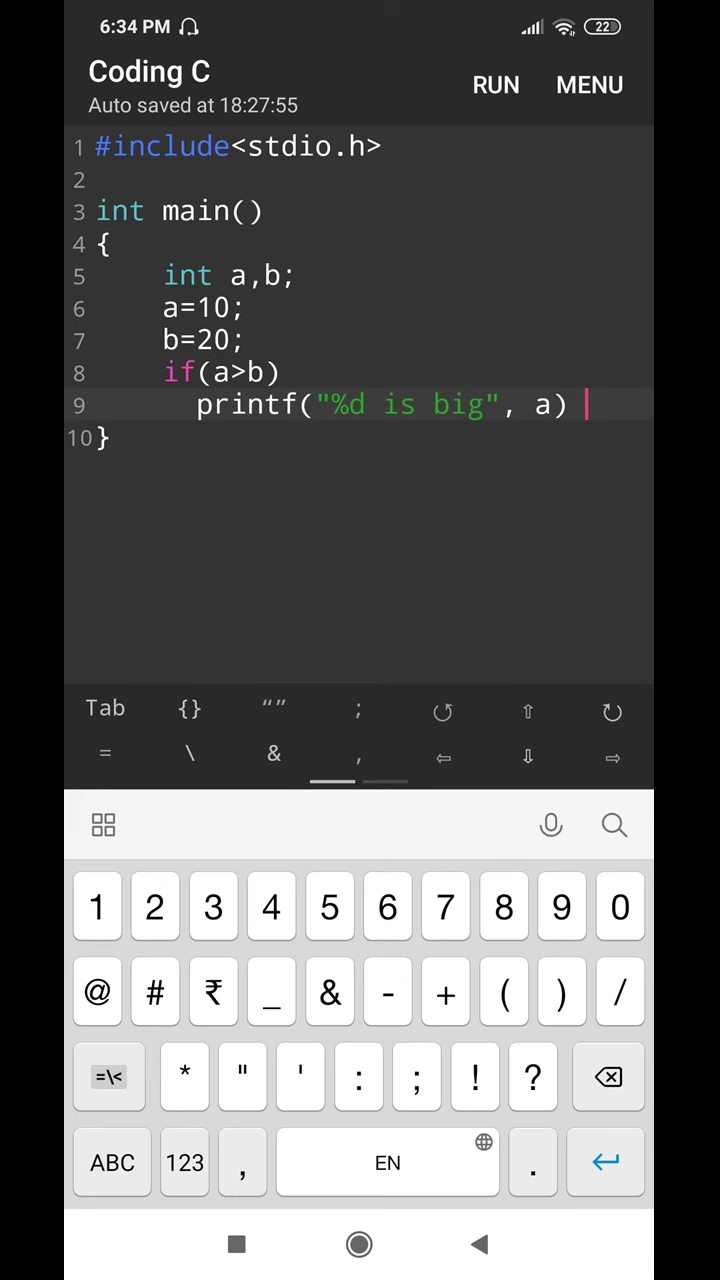 6:34 PM 22
Coding C
RUN MENU
Auto saved at 18:27:55
1 #include<stdio.h>
2
3 int main()
4 {
5 int a,b;
6 a=10;
7 b=20;
8 if(a>b)
9 printf("%d is big", a)
10 }
Tab {} “” ; ↺ ⇧ ↻
= \ & , ⇦ ⇩ ⇨
1 2 3 4 5 6 7 8 9 0
@ # ₹ _ & - + ( ) /
=\< * " ' : ; ! ?
ABC 123 , EN .